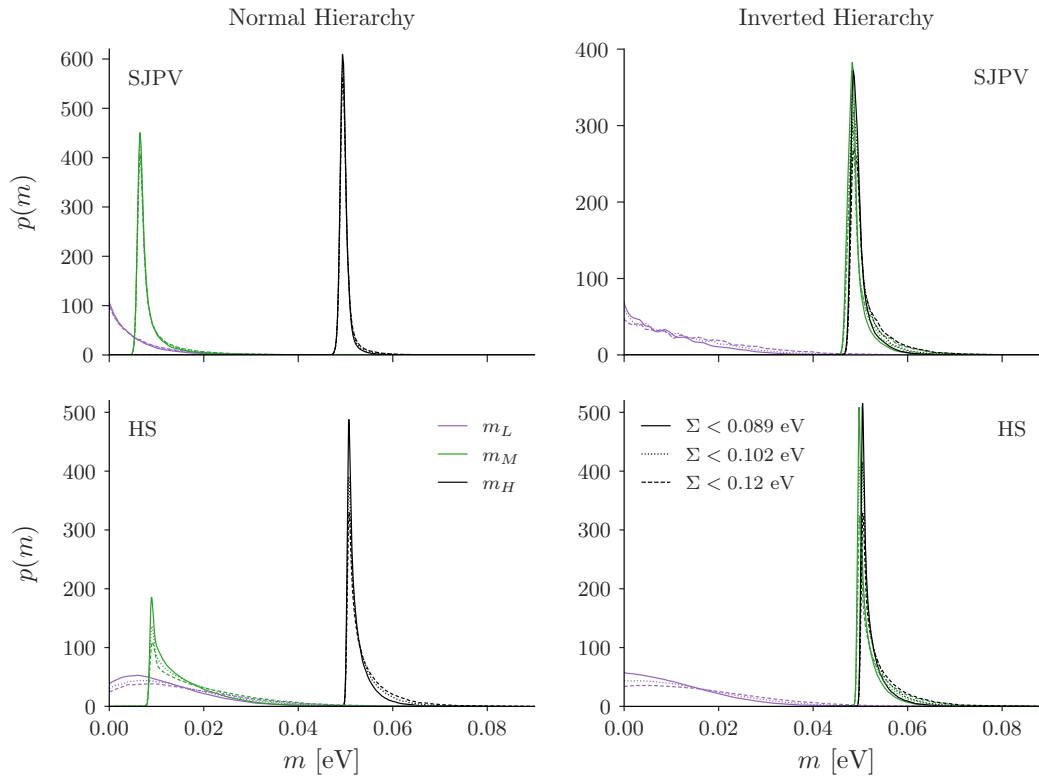 Normal Hierarchy
Inverted Hierarchy
SJPV
p(m)
600
500
400
300
200
100
0
SJPV
400
300
200
100
0
HS
p(m)
500
400
300
200
100
0
m_L
m_M
m_H
0.00 0.02 0.04 0.06 0.08
m [eV]
HS
500
400
300
200
100
0
Σ < 0.089 eV
Σ < 0.102 eV
Σ < 0.12 eV
0.00 0.02 0.04 0.06 0.08
m [eV]